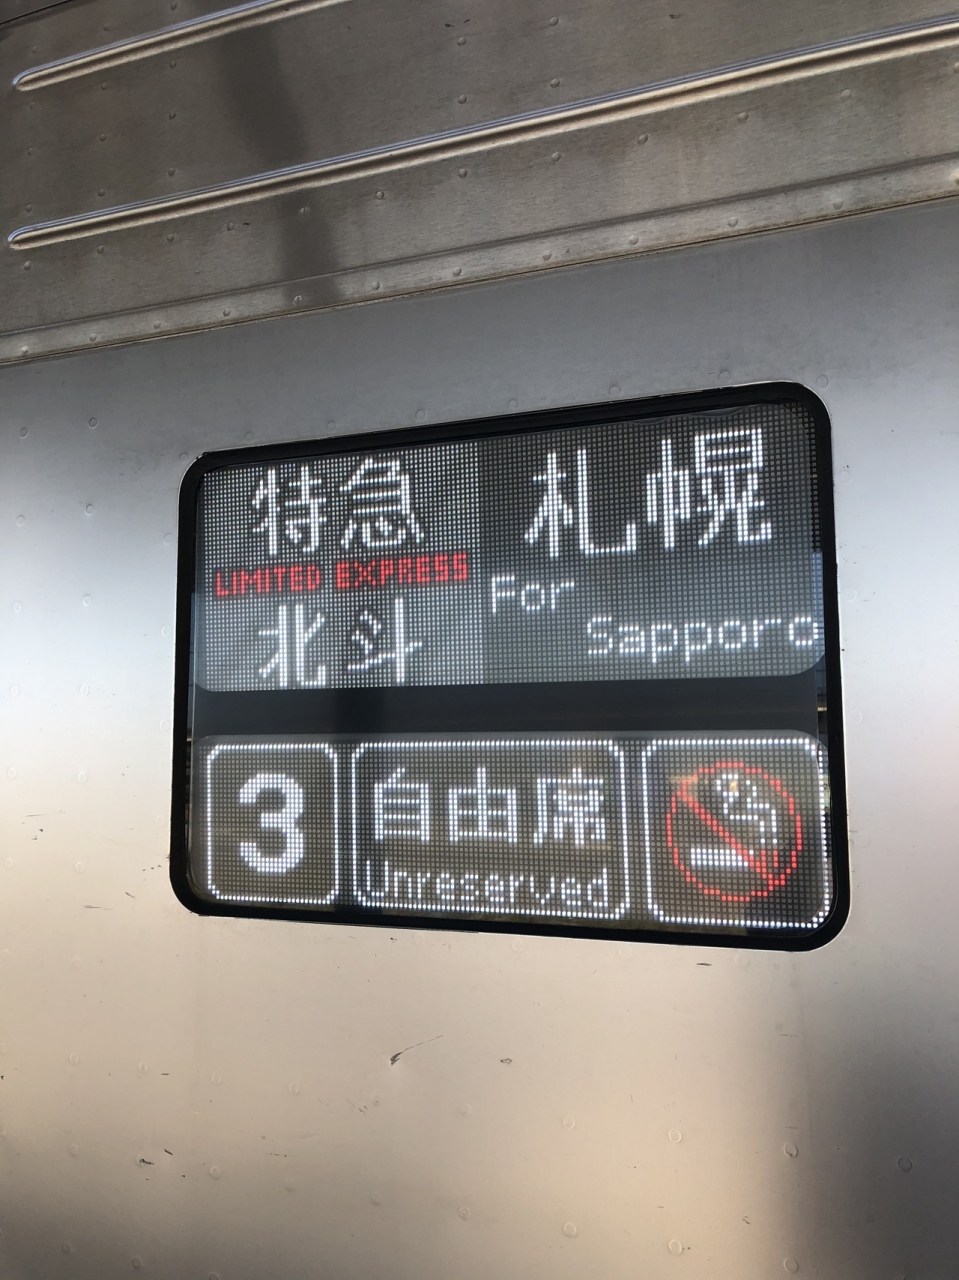 特急
LIMITED EXPRESS
北斗
札幌
For
Sapporo
3
自由席
Unreserved